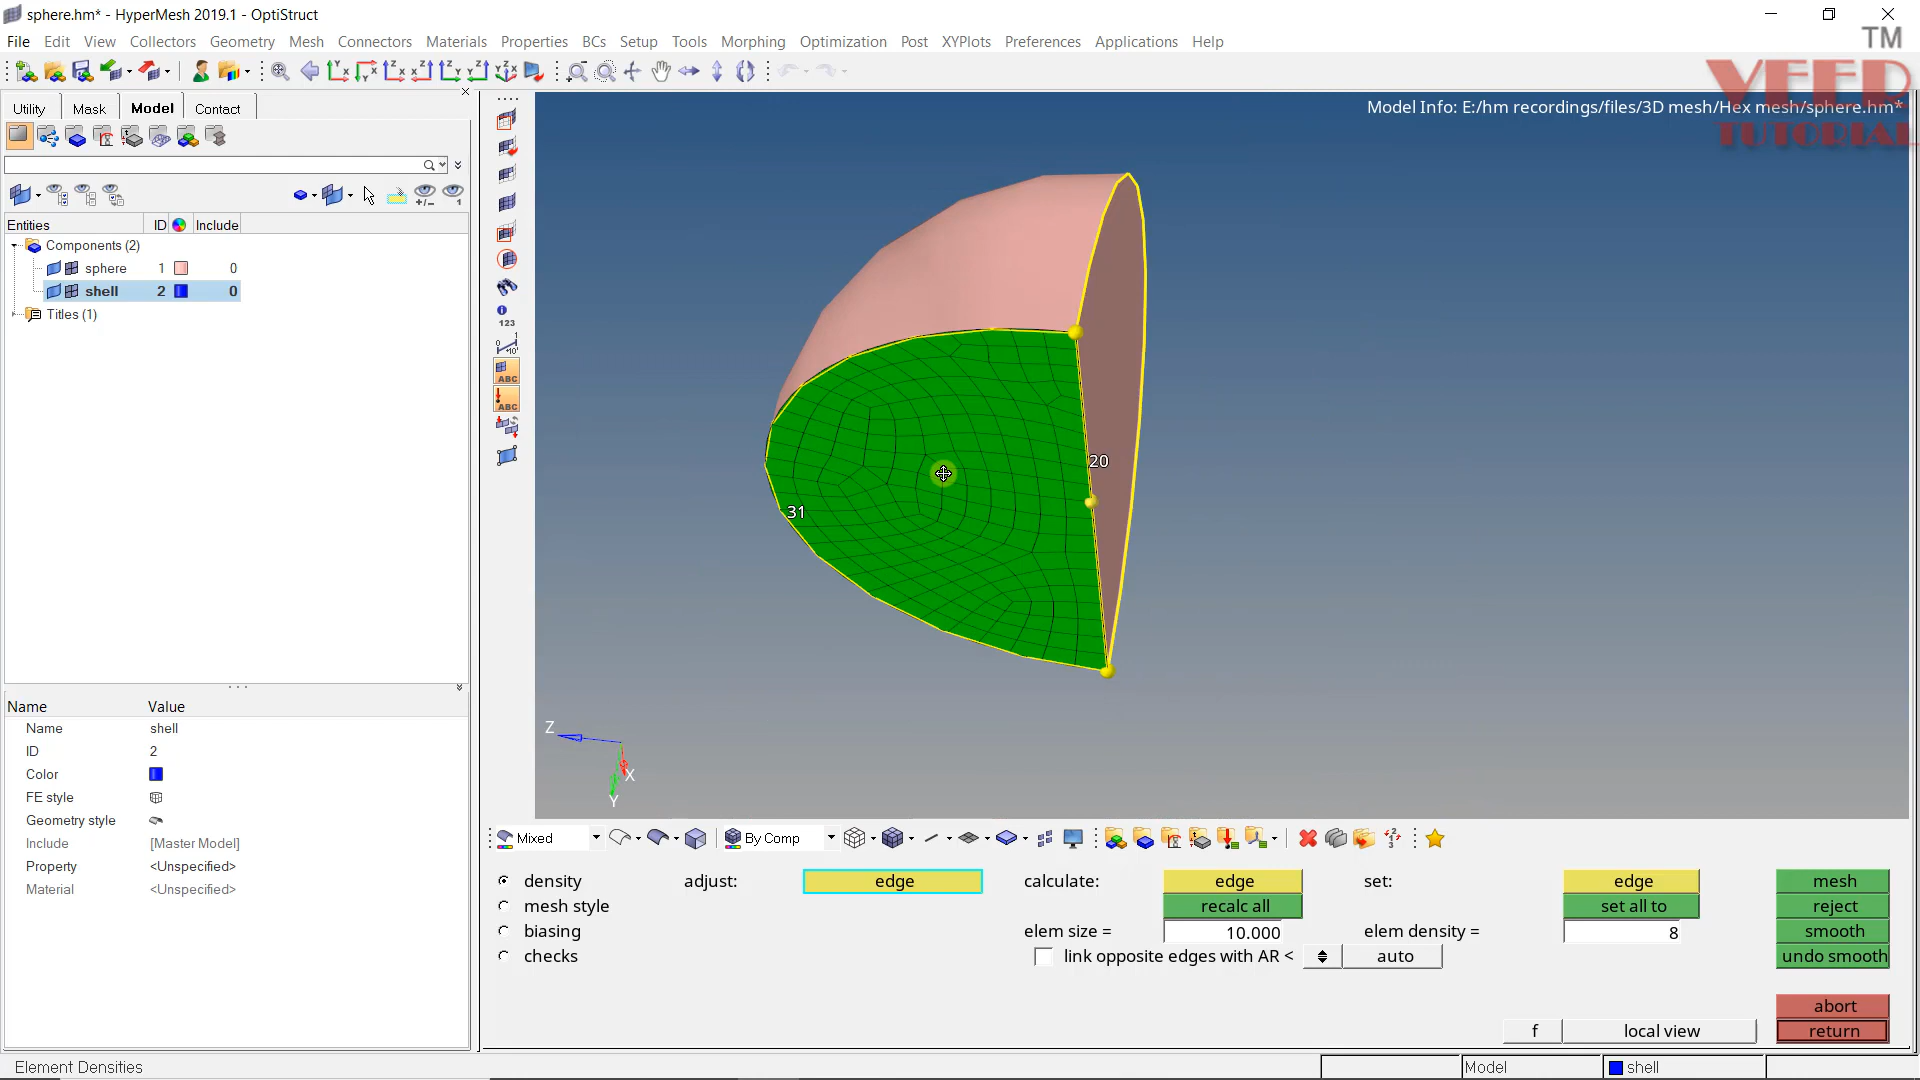 sphere.hm* - HyperMesh 2019.1 - OptiStruct
File Edit View Collectors Geometry Mesh Connectors Materials Properties BCs Setup Tools Morphing Optimization Post XYPlots Preferences Applications Help
TM
VEER
TUTORIAL
Utility Mask Model Contact
Model Info: E:/hm recordings/files/3D mesh/Hex mesh/sphere.hm*
Entities ID Include
Components (2)
sphere 1 0
shell 2 0
Titles (1)
123
ABC
ABC
20
31
Z
X
Y
Name Value
Name shell
ID 2
Color
FE style
Geometry style
Include [Master Model]
Property <Unspecified>
Material <Unspecified>
Mixed By Comp
density adjust: edge calculate: edge set: edge mesh
mesh style recalc all set all to reject
biasing elem size = 10.000 elem density = 8 smooth
checks link opposite edges with AR < auto undo smooth
abort
f local view return
Element Densities Model shell